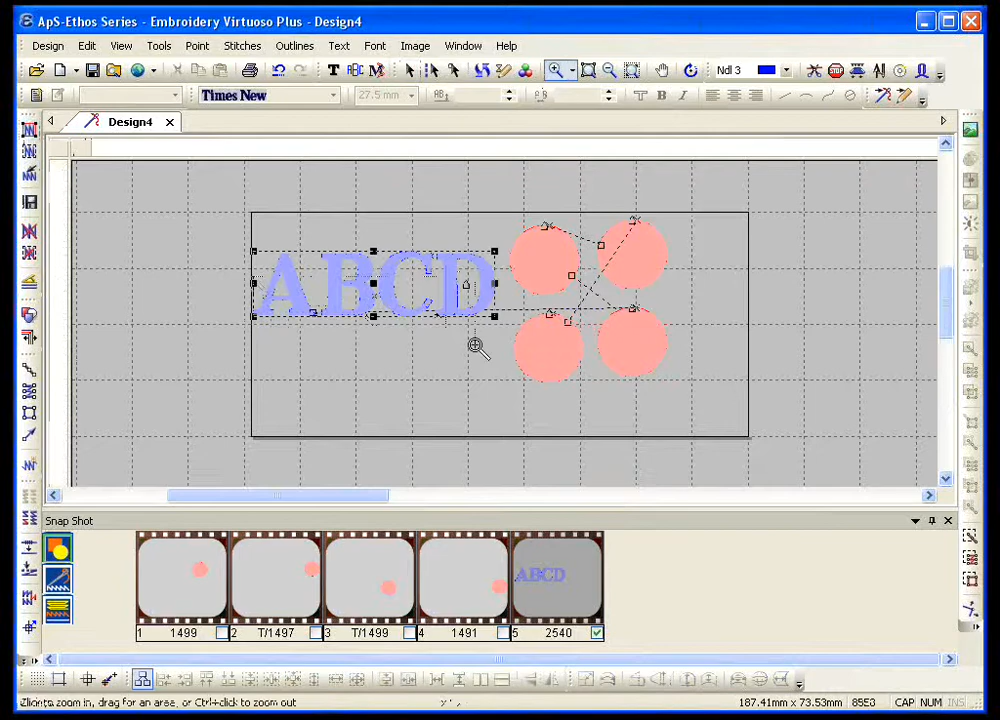 ApS-Ethos Series - Embroidery Virtuoso Plus - Design4
Design Edit View Tools Point Stitches Outlines Text Font Image Window Help
T ABC M Ndl 3
Times New 27.5 mm B I
Design4
ABCD
Snap Shot
ABCD
1 1499 2 T/1497 3 T/1499 4 1491 5 2540
to zoom in, drag for an area, or Ctrl+click to zoom out 187.41mm x 73.53mm CAP NUM INS